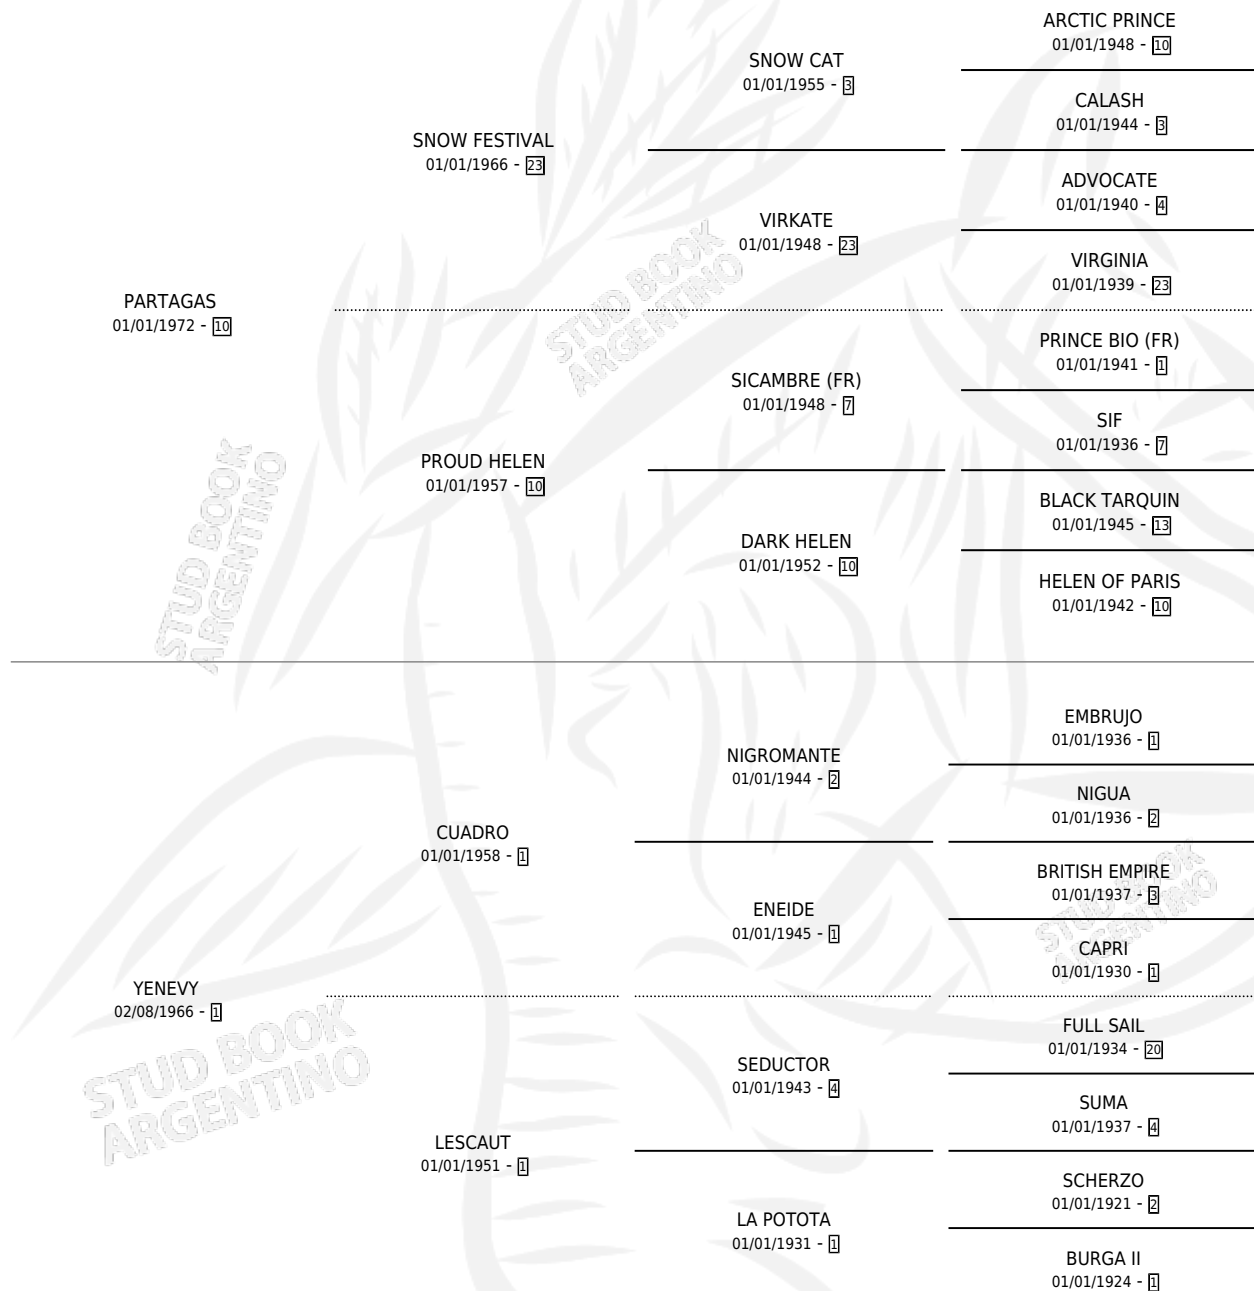 ARCTIC PRINCE
01/01/1948 - 10
SNOW CAT
01/01/1955 - 3
CALASH
01/01/1944 - 3
SNOW FESTIVAL
01/01/1966 - 23
ADVOCATE
01/01/1940 - 4
VIRKATE
01/01/1948 - 23
VIRGINIA
01/01/1939 - 23
PARTAGAS
01/01/1972 - 10
STUD BOOK
ARGENTINO
PRINCE BIO (FR)
01/01/1941 - 1
SICAMBRE (FR)
01/01/1948 - 7
SIF
01/01/1936 - 7
PROUD HELEN
01/01/1957 - 10
BLACK TARQUIN
01/01/1945 - 13
DARK HELEN
01/01/1952 - 10
HELEN OF PARIS
01/01/1942 - 10
STUD BOOK
ARGENTINO
EMBRUJO
01/01/1936 - 1
NIGROMANTE
01/01/1944 - 2
NIGUA
01/01/1936 - 2
CUADRO
01/01/1958 - 1
BRITISH EMPIRE
01/01/1937 - 3
ENEIDE
01/01/1945 - 1
CAPRI
01/01/1930 - 1
STUD BOOK
ARGENTINO
YENEVY
02/08/1966 - 1
FULL SAIL
01/01/1934 - 20
SEDUCTOR
01/01/1943 - 4
SUMA
01/01/1937 - 4
STUD BOOK
ARGENTINO
LESCAUT
01/01/1951 - 1
SCHERZO
01/01/1921 - 2
LA POTOTA
01/01/1931 - 1
BURGA II
01/01/1924 - 1